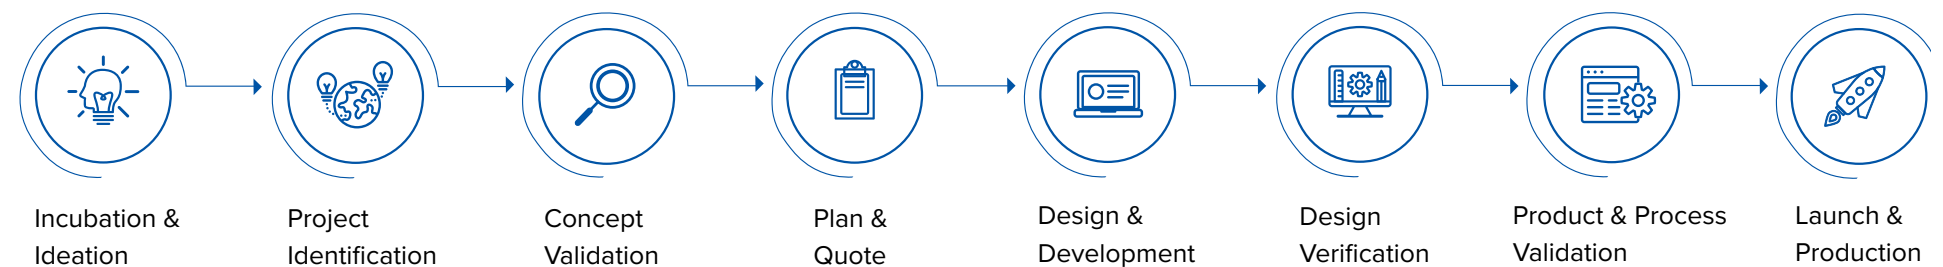 Incubation &
Ideation
Project
Identification
Concept
Validation
Plan &
Quote
Design &
Development
Design
Verification
Product & Process
Validation
Launch &
Production